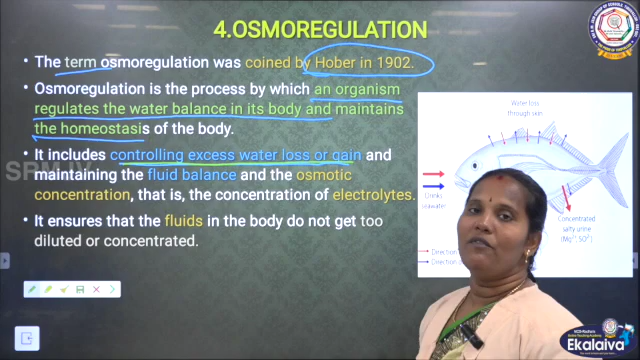 4.OSMOREGULATION
• The term osmoregulation was coined by Hober in 1902.
• Osmoregulation is the process by which an organism
regulates the water balance in its body and maintains
the homeostasis of the body.
• It includes controlling excess water loss or gain and
maintaining the fluid balance and the osmotic
concentration, that is, the concentration of electrolytes.
• It ensures that the fluids in the body do not get too
diluted or concentrated.
Water loss
through skin
Drinks
seawater
Concentrated
salty urine
(Mg²⁺, SO₄²⁻)
Direction
Direction
Ekalaiva